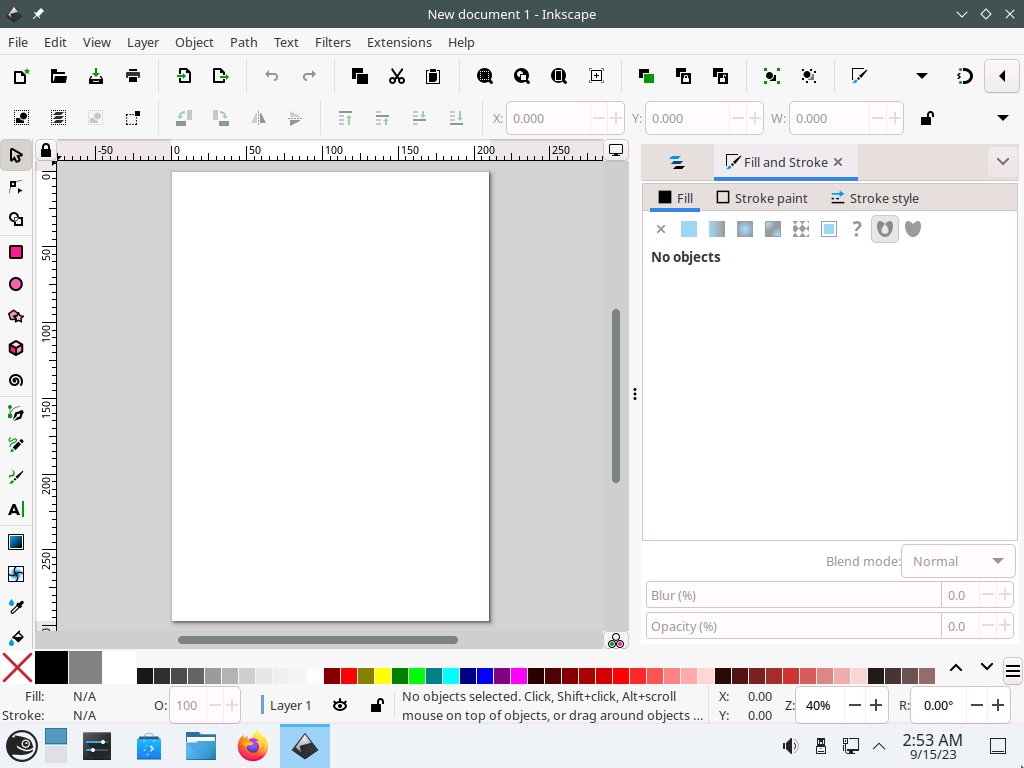 New document 1 - Inkscape
File Edit View Layer Object Path Text Filters Extensions Help
X: 0.000 Y: 0.000 W: 0.000
-50 0 50 100 150 200 250
0
50
100
150
200
250
Fill and Stroke
Fill Stroke paint Stroke style
?
No objects
Blend mode: Normal
Blur (%) 0.0
Opacity (%) 0.0
A
Fill: N/A
Stroke: N/A
O: 100
Layer 1
No objects selected. Click, Shift+click, Alt+scroll
mouse on top of objects, or drag around objects ...
X: 0.00
Y: 0.00
Z: 40%
R: 0.00°
2:53 AM
9/15/23